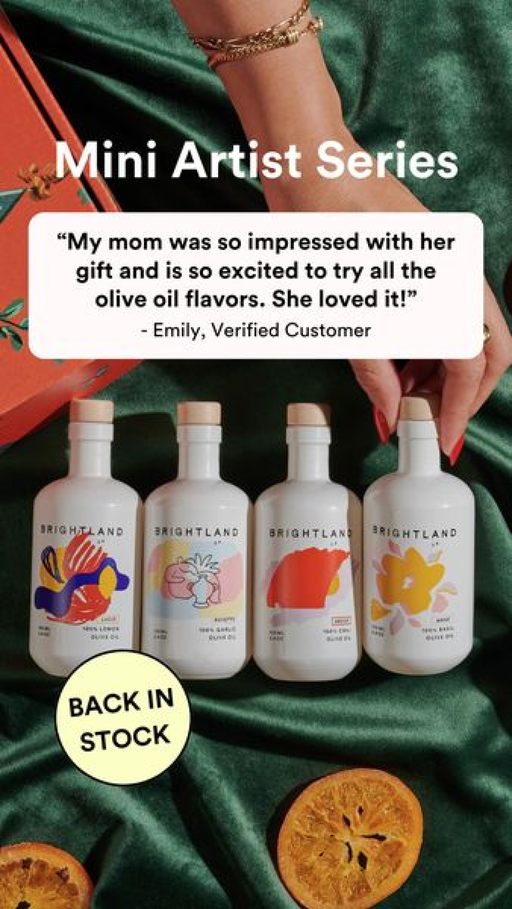 Mini Artist Series
“My mom was so impressed with her
gift and is so excited to try all the
olive oil flavors. She loved it!”
- Emily, Verified Customer
BRIGHTLAND
100% LEMON
OLIVE OIL
BRIGHTLAND
100% GARLIC
OLIVE OIL
BRIGHTLAND
100% CHILI
OLIVE OIL
BRIGHTLAND
100% BASIL
OLIVE OIL
BACK IN
STOCK